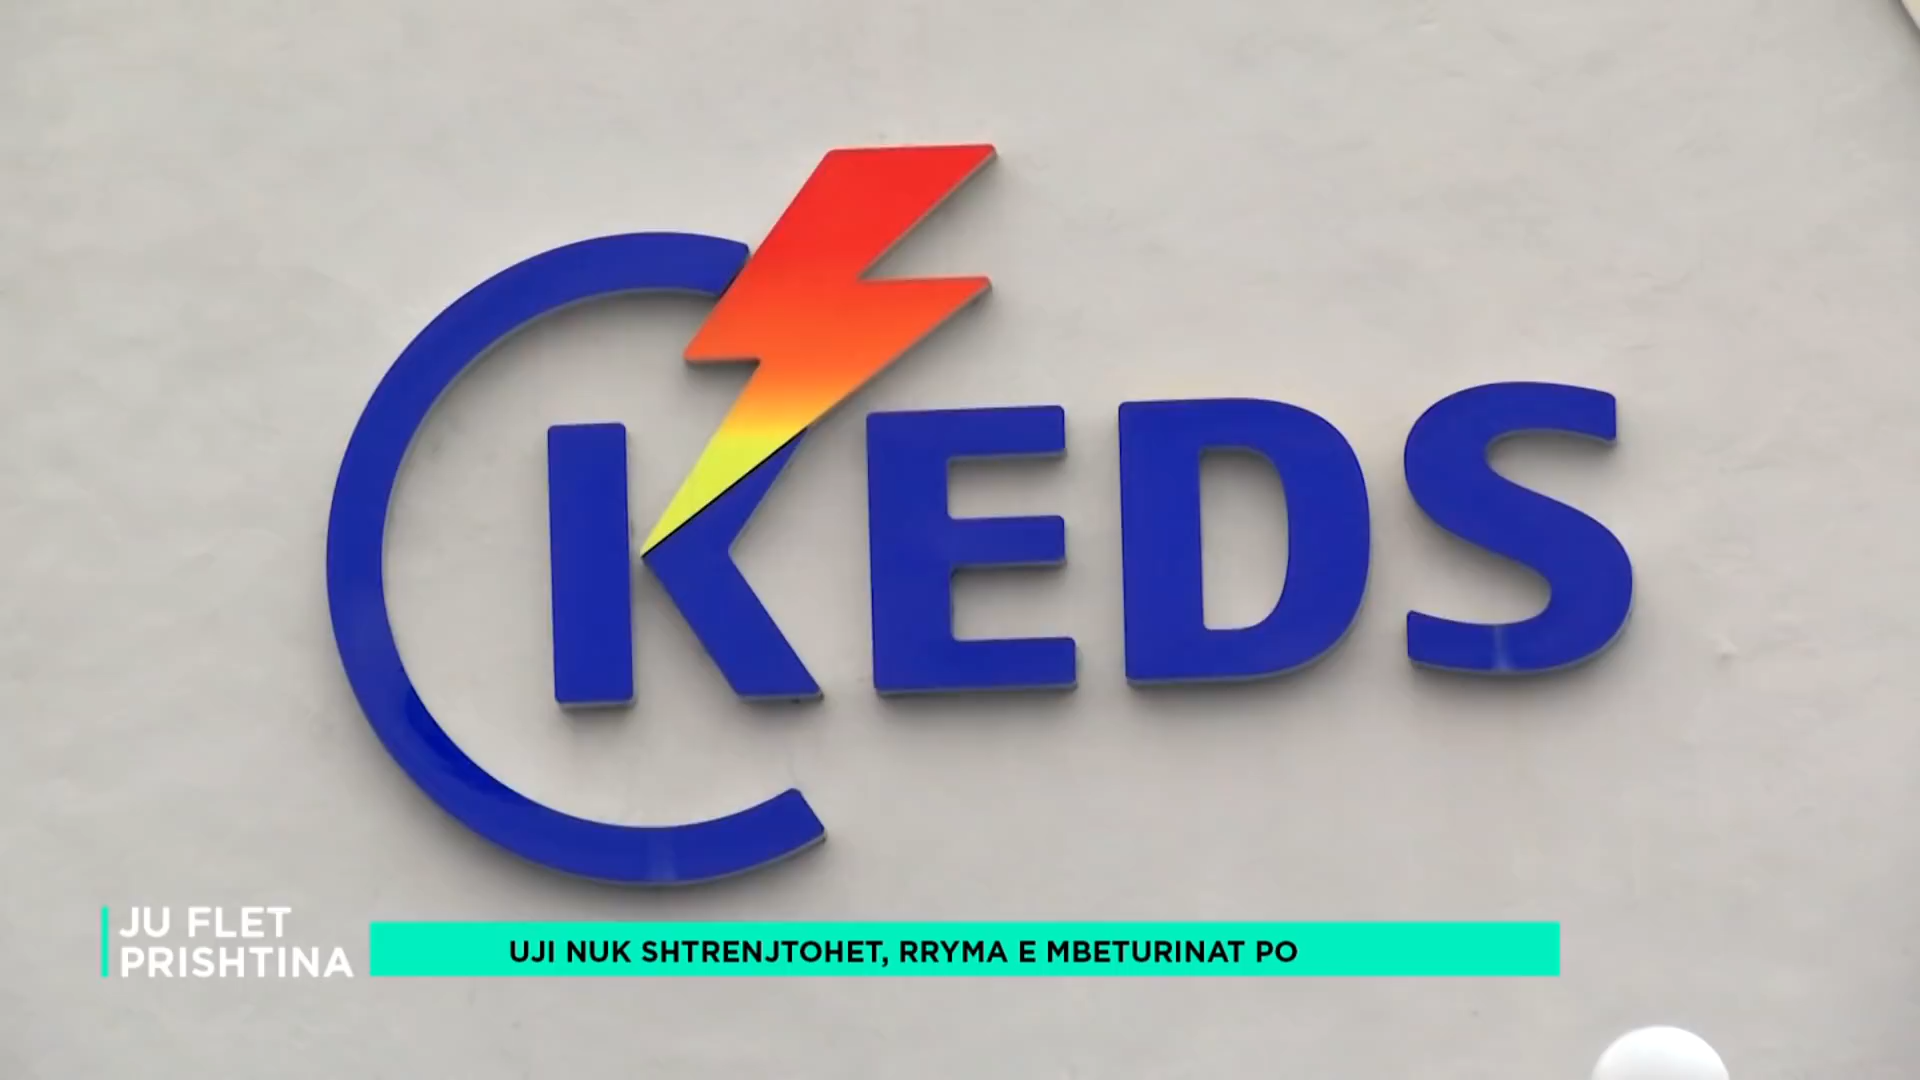 KEDS
JU FLET
PRISHTINA
UJI NUK SHTRENJTOHET, RRYMA E MBETURINAT PO